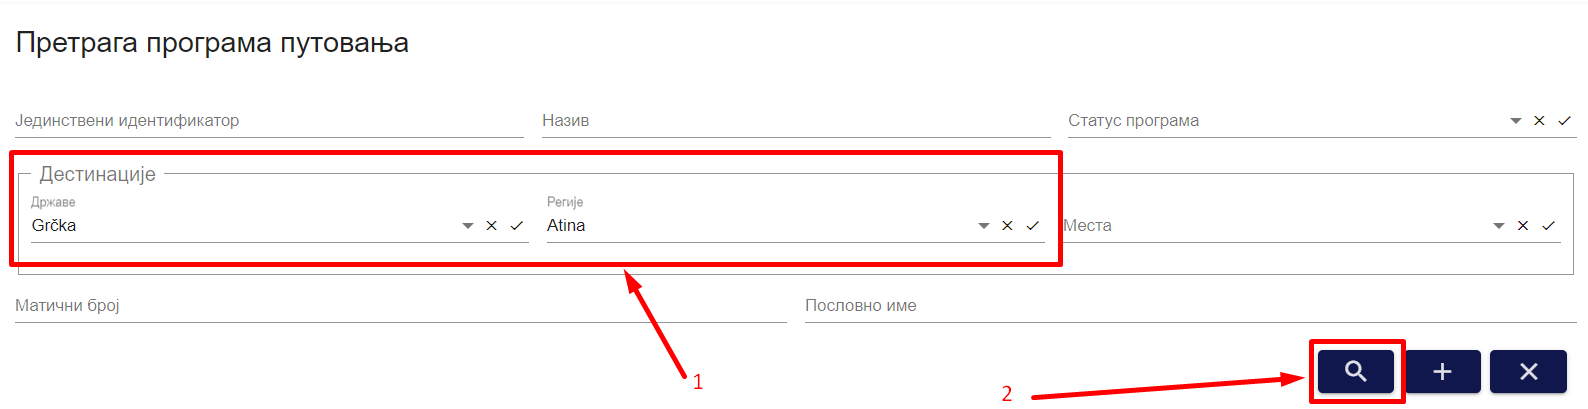 Претрага програма путовања
Јединствени идентификатор
Назив
Статус програма
Дестинације
Државе
Регије
Grčka
Atina
Места
Матични број
Пословно име
1
2